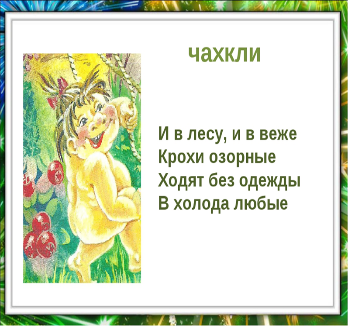 чахкли
И в лесу, и в веже
Крохи озорные
Ходят без одежды
В холода любые